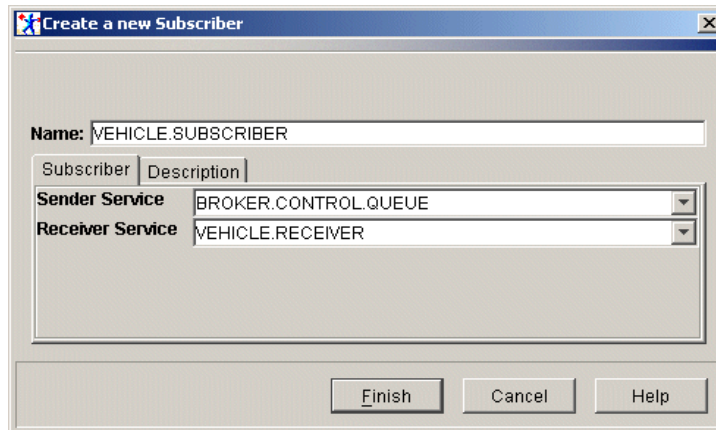 Create a new Subscriber
Name: VEHICLE.SUBSCRIBER
Subscriber Description
Sender Service BROKER.CONTROL.QUEUE
Receiver Service VEHICLE.RECEIVER
Finish Cancel Help